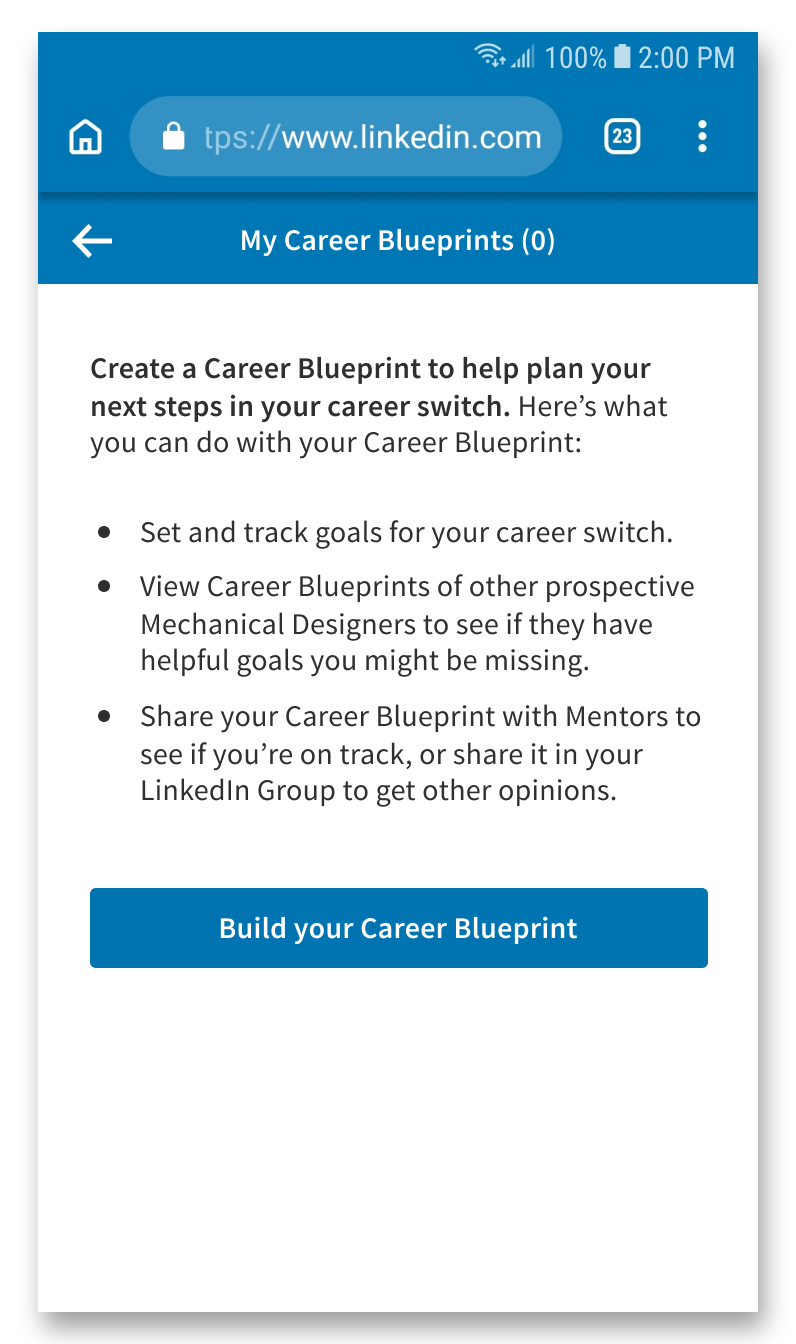 100% 2:00 PM
tps://www.linkedin.com 23
My Career Blueprints (0)
Create a Career Blueprint to help plan your
next steps in your career switch. Here’s what
you can do with your Career Blueprint:
• Set and track goals for your career switch.
• View Career Blueprints of other prospective
Mechanical Designers to see if they have
helpful goals you might be missing.
• Share your Career Blueprint with Mentors to
see if you’re on track, or share it in your
LinkedIn Group to get other opinions.
Build your Career Blueprint